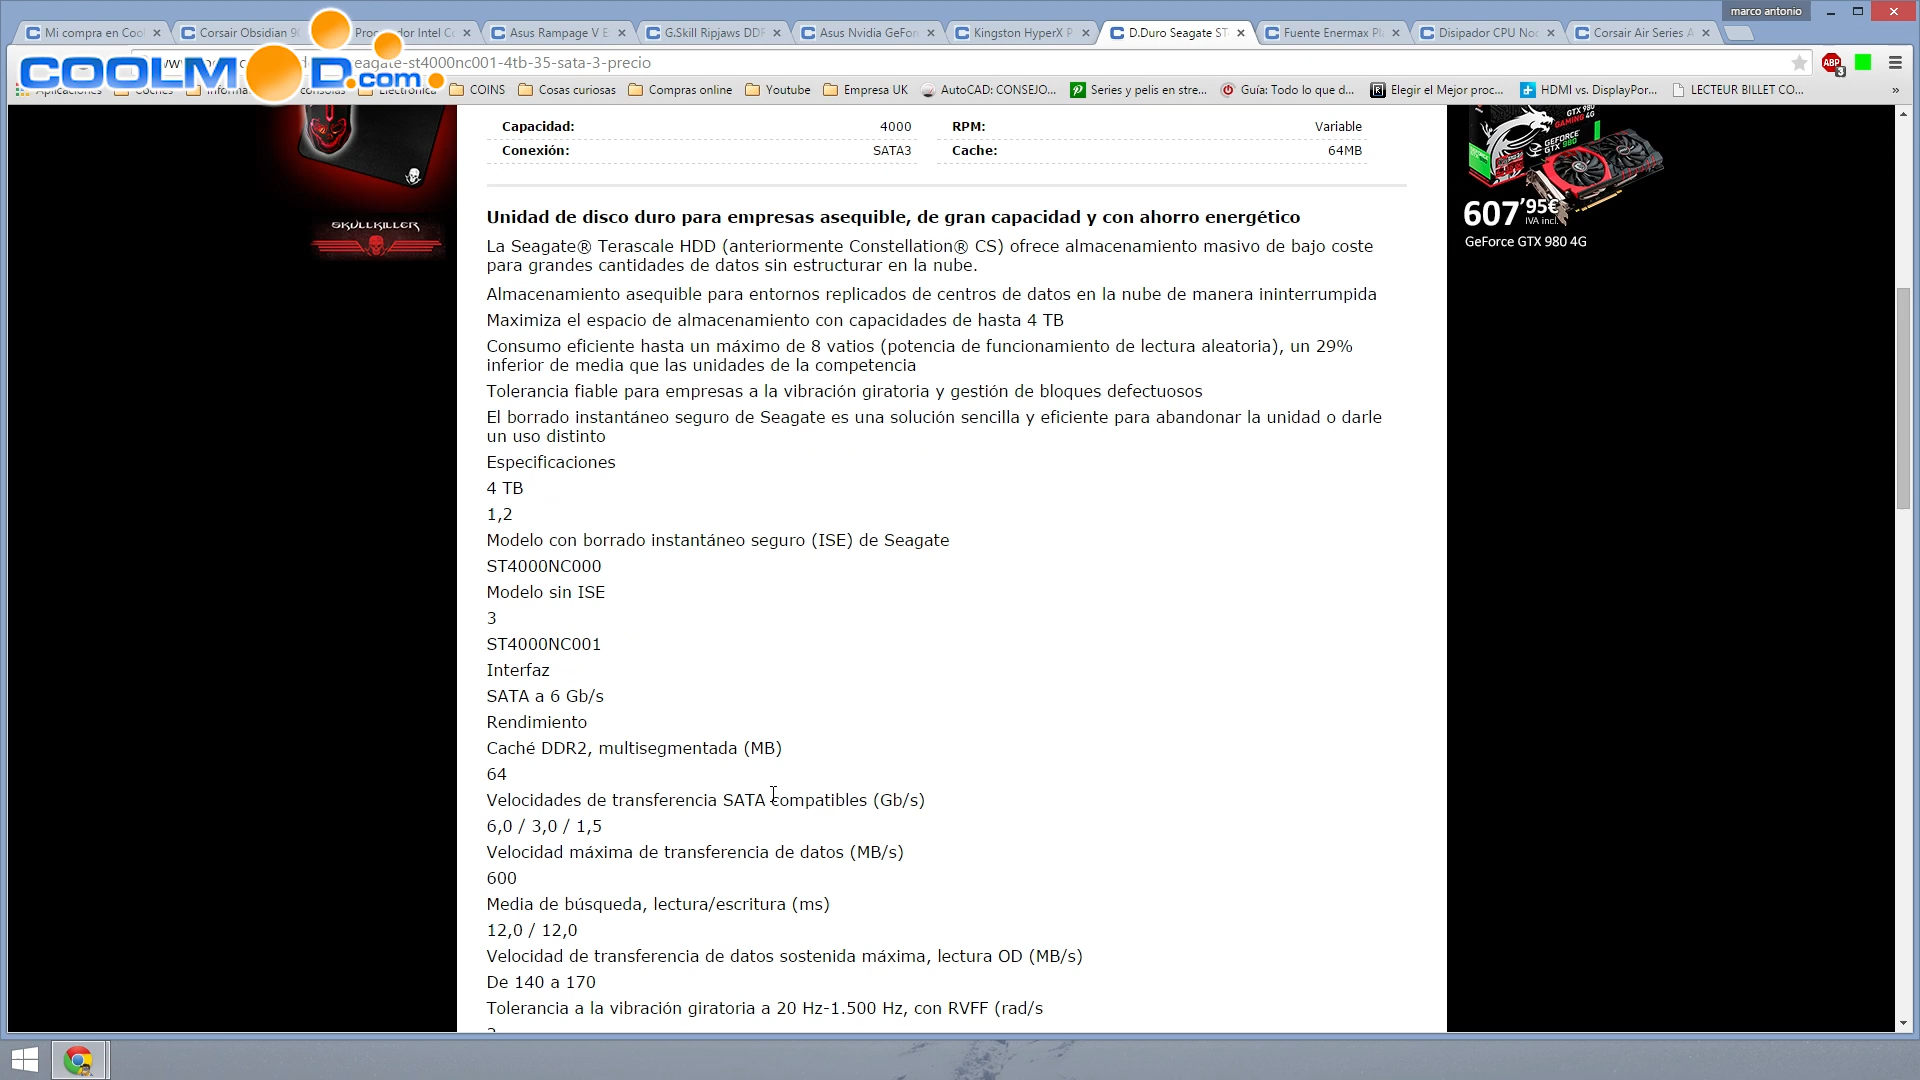 marco antonio
Mi compra en Cool
Corsair Obsidian 90
Procesador Intel Co
Asus Rampage V E
G.Skill Ripjaws DDR
Asus Nvidia GeFor
Kingston HyperX P
D.Duro Seagate ST
Fuente Enermax Pla
Disipador CPU Noc
Corsair Air Series A
COOLMOD.com
seagate-st4000nc001-4tb-35-sata-3-precio
ABP
3
Aplicaciones
Coches
Electronica
COINS
Cosas curiosas
Compras online
Youtube
Empresa UK
AutoCAD: CONSEJO...
Series y pelis en stre...
Guía: Todo lo que d...
Elegir el Mejor proc...
HDMI vs. DisplayPor...
LECTEUR BILLET CO...
»
Capacidad: 4000 RPM: Variable
Conexión: SATA3 Cache: 64MB
SKULLKILLER
GTX 980
GAMING 4G
GEFORCE
GTX 980
607'95€
IVA incl.
GeForce GTX 980 4G
Unidad de disco duro para empresas asequible, de gran capacidad y con ahorro energético
La Seagate® Terascale HDD (anteriormente Constellation® CS) ofrece almacenamiento masivo de bajo coste
para grandes cantidades de datos sin estructurar en la nube.
Almacenamiento asequible para entornos replicados de centros de datos en la nube de manera ininterrumpida
Maximiza el espacio de almacenamiento con capacidades de hasta 4 TB
Consumo eficiente hasta un máximo de 8 vatios (potencia de funcionamiento de lectura aleatoria), un 29%
inferior de media que las unidades de la competencia
Tolerancia fiable para empresas a la vibración giratoria y gestión de bloques defectuosos
El borrado instantáneo seguro de Seagate es una solución sencilla y eficiente para abandonar la unidad o darle
un uso distinto
Especificaciones
4 TB
1,2
Modelo con borrado instantáneo seguro (ISE) de Seagate
ST4000NC000
Modelo sin ISE
3
ST4000NC001
Interfaz
SATA a 6 Gb/s
Rendimiento
Caché DDR2, multisegmentada (MB)
64
Velocidades de transferencia SATA compatibles (Gb/s)
6,0 / 3,0 / 1,5
Velocidad máxima de transferencia de datos (MB/s)
600
Media de búsqueda, lectura/escritura (ms)
12,0 / 12,0
Velocidad de transferencia de datos sostenida máxima, lectura OD (MB/s)
De 140 a 170
Tolerancia a la vibración giratoria a 20 Hz-1.500 Hz, con RVFF (rad/s